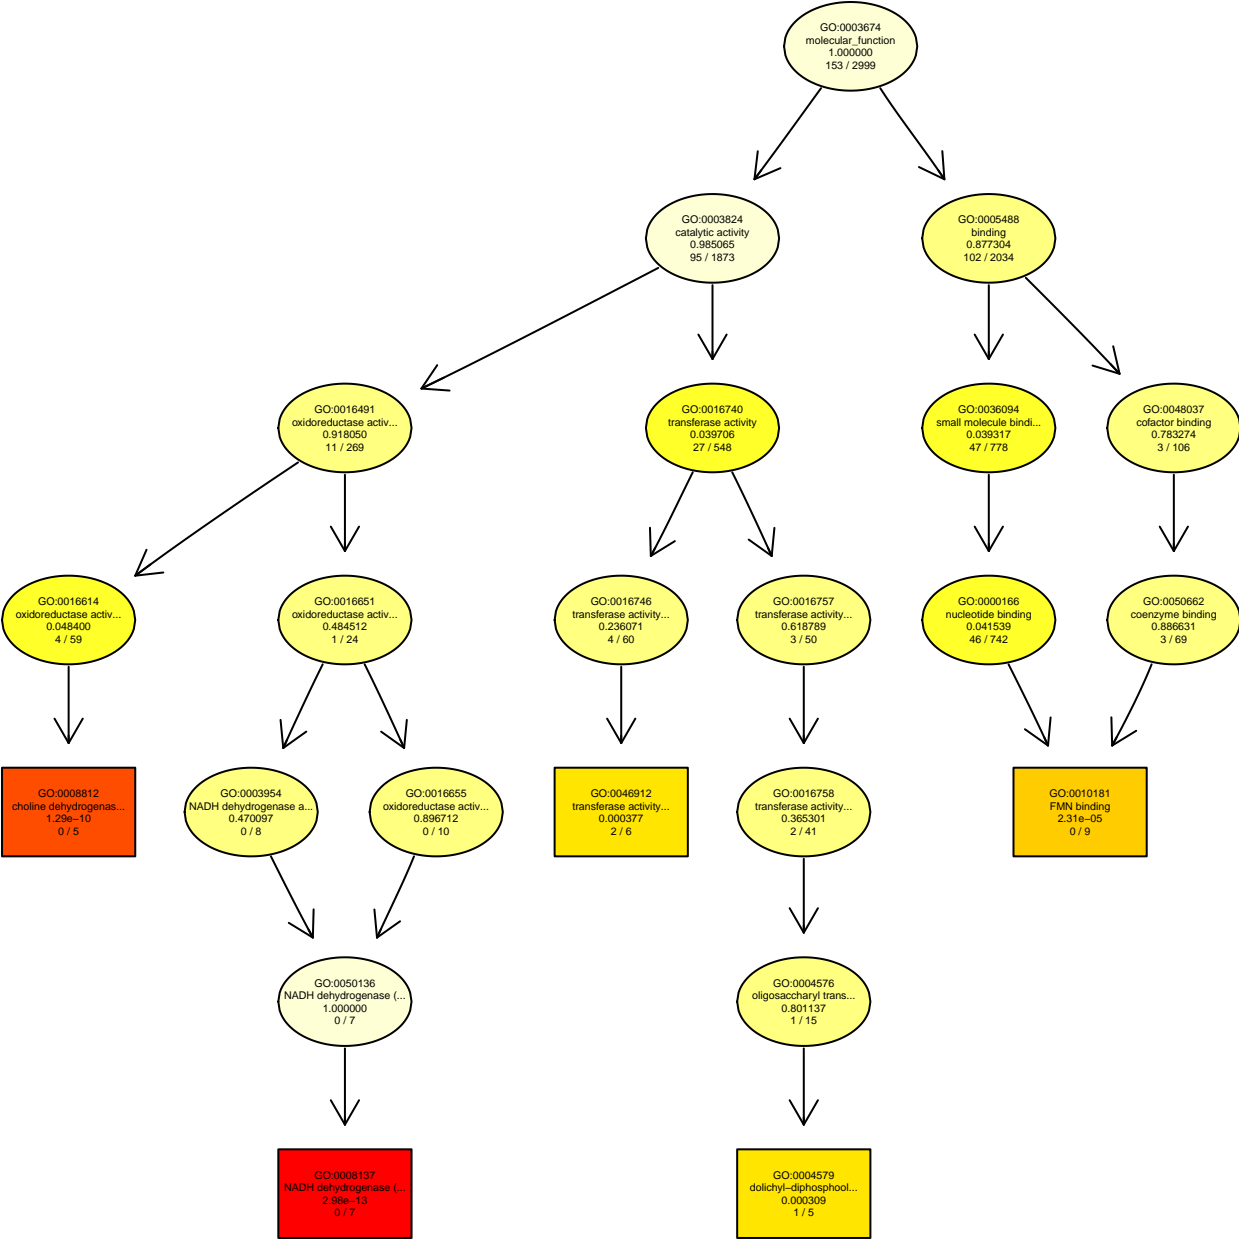 GO:0003674
molecular_function
1.000000
153 / 2999
GO:0003824
catalytic activity
0.985065
95 / 1873
GO:0005488
binding
0.877304
102 / 2034
GO:0016491
oxidoreductase activ...
0.918050
11 / 269
GO:0016740
transferase activity
0.039706
27 / 548
GO:0036094
small molecule bindi...
0.039317
47 / 778
GO:0048037
cofactor binding
0.783274
3 / 106
GO:0016614
oxidoreductase activ...
0.048400
4 / 59
GO:0016651
oxidoreductase activ...
0.484512
1 / 24
GO:0016746
transferase activity...
0.236071
4 / 60
GO:0016757
transferase activity...
0.618789
3 / 50
GO:0000166
nucleotide binding
0.041539
46 / 742
GO:0050662
coenzyme binding
0.886631
3 / 69
GO:0008812
choline dehydrogenas...
1.29e−10
0 / 5
GO:0003954
NADH dehydrogenase a...
0.470097
0 / 8
GO:0016655
oxidoreductase activ...
0.896712
0 / 10
GO:0046912
transferase activity...
0.000377
2 / 6
GO:0016758
transferase activity...
0.365301
2 / 41
GO:0010181
FMN binding
2.31e−05
0 / 9
GO:0050136
NADH dehydrogenase (...
1.000000
0 / 7
GO:0004576
oligosaccharyl trans...
0.801137
1 / 15
GO:0008137
NADH dehydrogenase (...
2.98e−13
0 / 7
GO:0004579
dolichyl−diphosphool...
0.000309
1 / 5